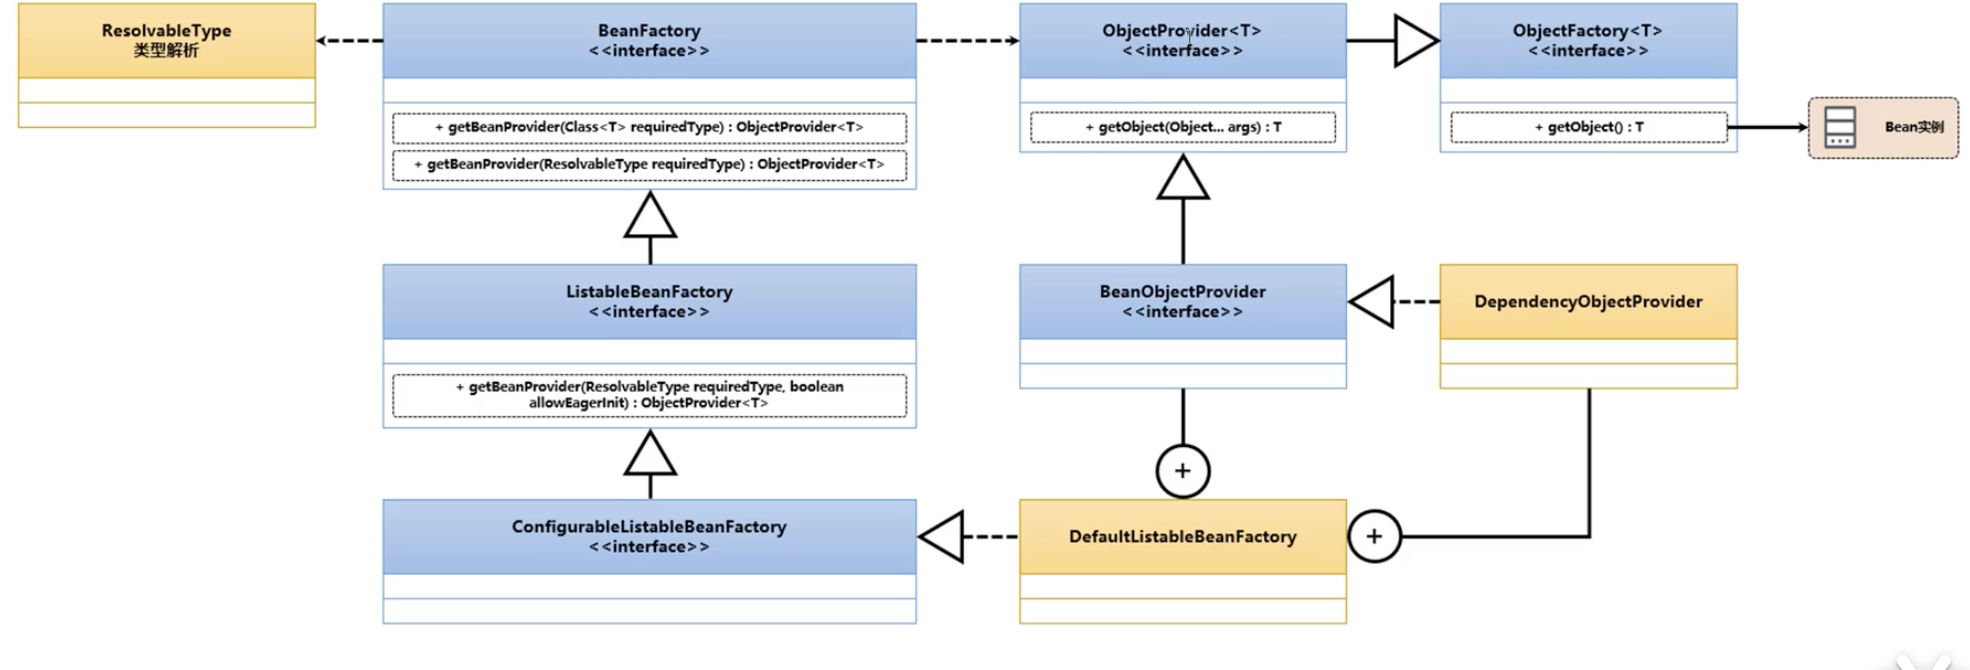 ResolvableType
类型解析
BeanFactory
<<interface>>
+ getBeanProvider(Class<T> requiredType) : ObjectProvider<T>
+ getBeanProvider(ResolvableType requiredType) : ObjectProvider<T>
ObjectProvider<T>
<<interface>>
+ getObject(Object... args) : T
ObjectFactory<T>
<<interface>>
+ getObject() : T
Bean实例
ListableBeanFactory
<<interface>>
+ getBeanProvider(ResolvableType requiredType, boolean
allowEagerInit) : ObjectProvider<T>
BeanObjectProvider
<<interface>>
DependencyObjectProvider
+
ConfigurableListableBeanFactory
<<interface>>
DefaultListableBeanFactory
+